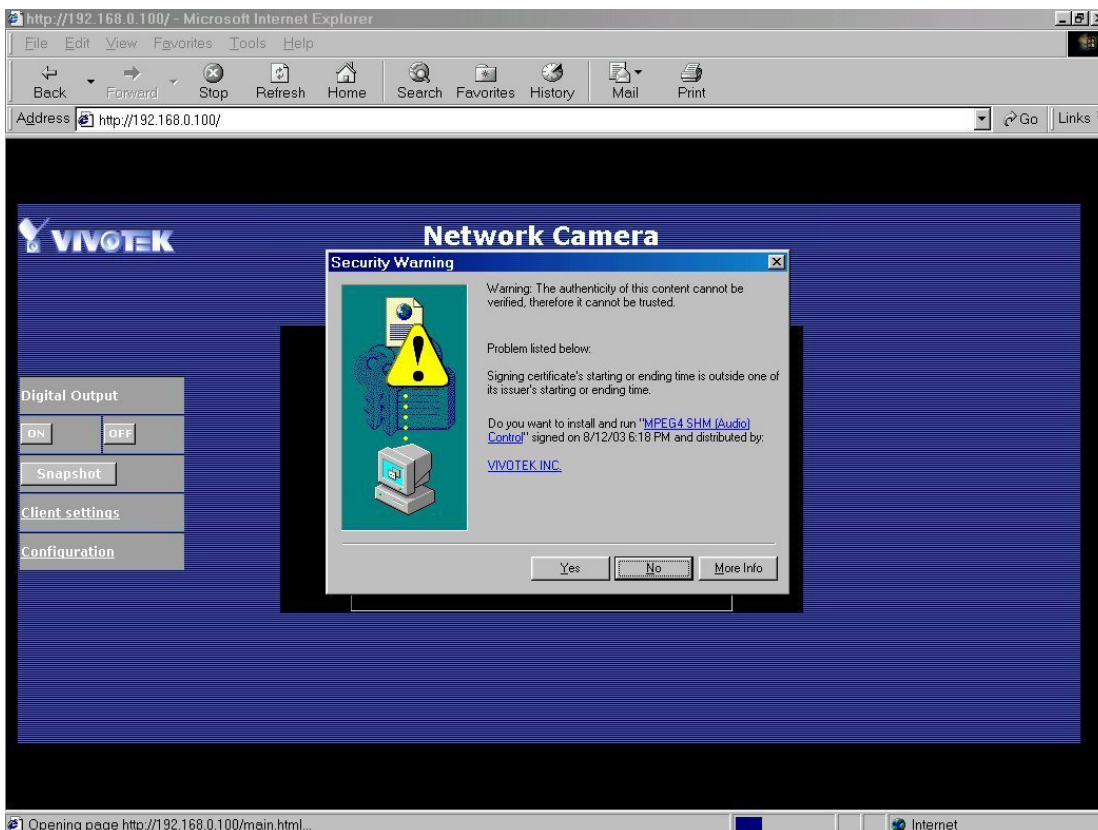 http://192.168.0.100/ - Microsoft Internet Explorer
File Edit View Favorites Tools Help
Back Forward Stop Refresh Home Search Favorites History Mail Print
Address http://192.168.0.100/ Go Links
VIVOTEK
Network Camera
Security Warning
Warning: The authenticity of this content cannot be
verified, therefore it cannot be trusted.
Problem listed below:
Signing certificate's starting or ending time is outside one of
its issuer's starting or ending time.
Do you want to install and run "MPEG4 SHM (Audio)
Control" signed on 8/12/03 6:18 PM and distributed by:
VIVOTEK INC.
Yes No More Info
Digital Output
ON OFF
Snapshot
Client settings
Configuration
Opening page http://192.168.0.100/main.html...
Internet